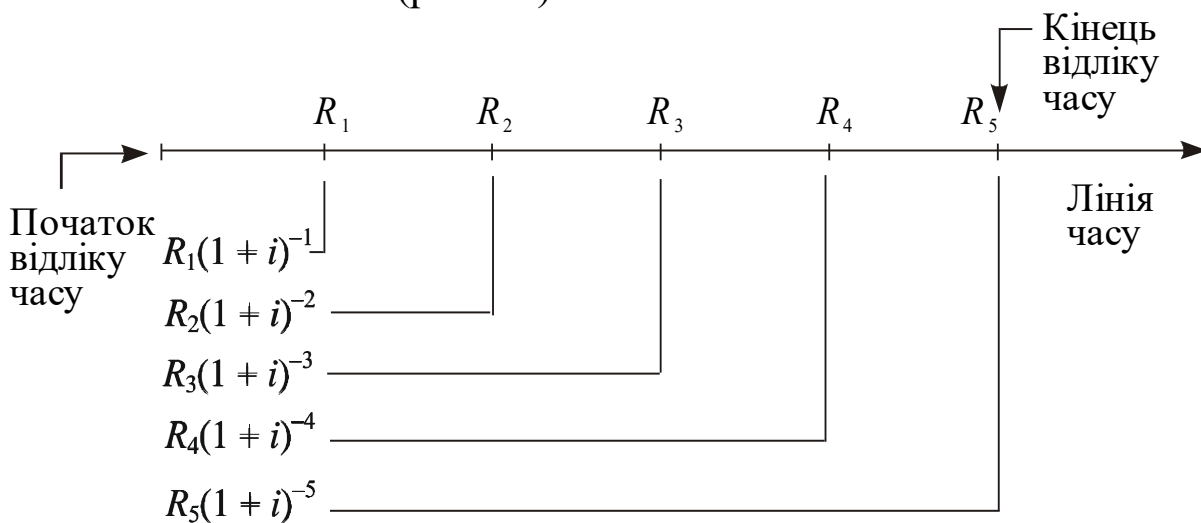 Кінець
відліку
часу
R₁ R₂ R₃ R₄ R₅
Початок
відліку
часу
Лінія
часу
R₁(1 + i)⁻¹
R₂(1 + i)⁻²
R₃(1 + i)⁻³
R₄(1 + i)⁻⁴
R₅(1 + i)⁻⁵